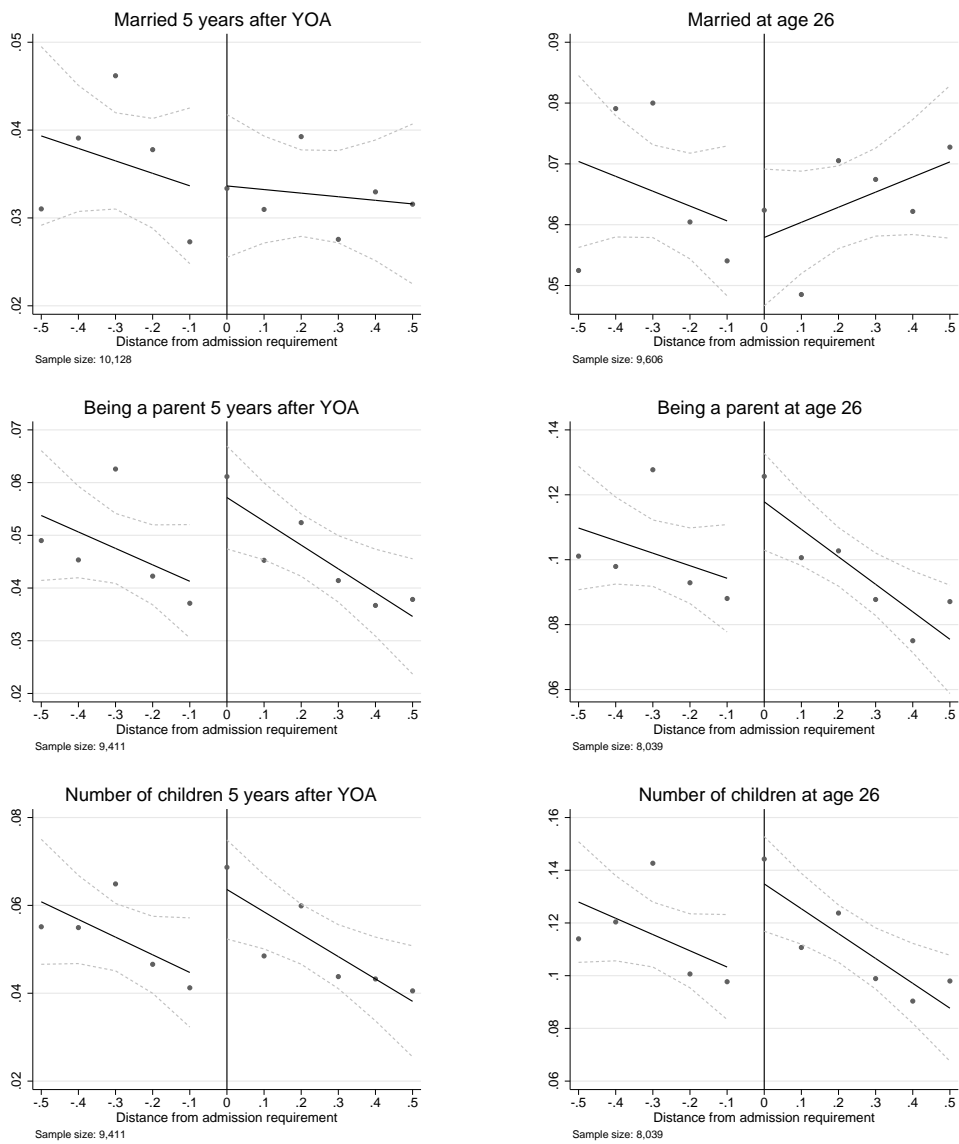 Married 5 years after YOA
.05
.04
.03
.02
-.5 -.4 -.3 -.2 -.1 0 .1 .2 .3 .4 .5
Distance from admission requirement
Sample size: 10,128
Married at age 26
.09
.08
.07
.06
.05
-.5 -.4 -.3 -.2 -.1 0 .1 .2 .3 .4 .5
Distance from admission requirement
Sample size: 9,606
Being a parent 5 years after YOA
.07
.06
.05
.04
.03
.02
-.5 -.4 -.3 -.2 -.1 0 .1 .2 .3 .4 .5
Distance from admission requirement
Sample size: 9,411
Being a parent at age 26
.14
.12
.1
.08
.06
-.5 -.4 -.3 -.2 -.1 0 .1 .2 .3 .4 .5
Distance from admission requirement
Sample size: 8,039
Number of children 5 years after YOA
.08
.06
.04
.02
-.5 -.4 -.3 -.2 -.1 0 .1 .2 .3 .4 .5
Distance from admission requirement
Sample size: 9,411
Number of children at age 26
.16
.14
.12
.1
.08
.06
-.5 -.4 -.3 -.2 -.1 0 .1 .2 .3 .4 .5
Distance from admission requirement
Sample size: 8,039